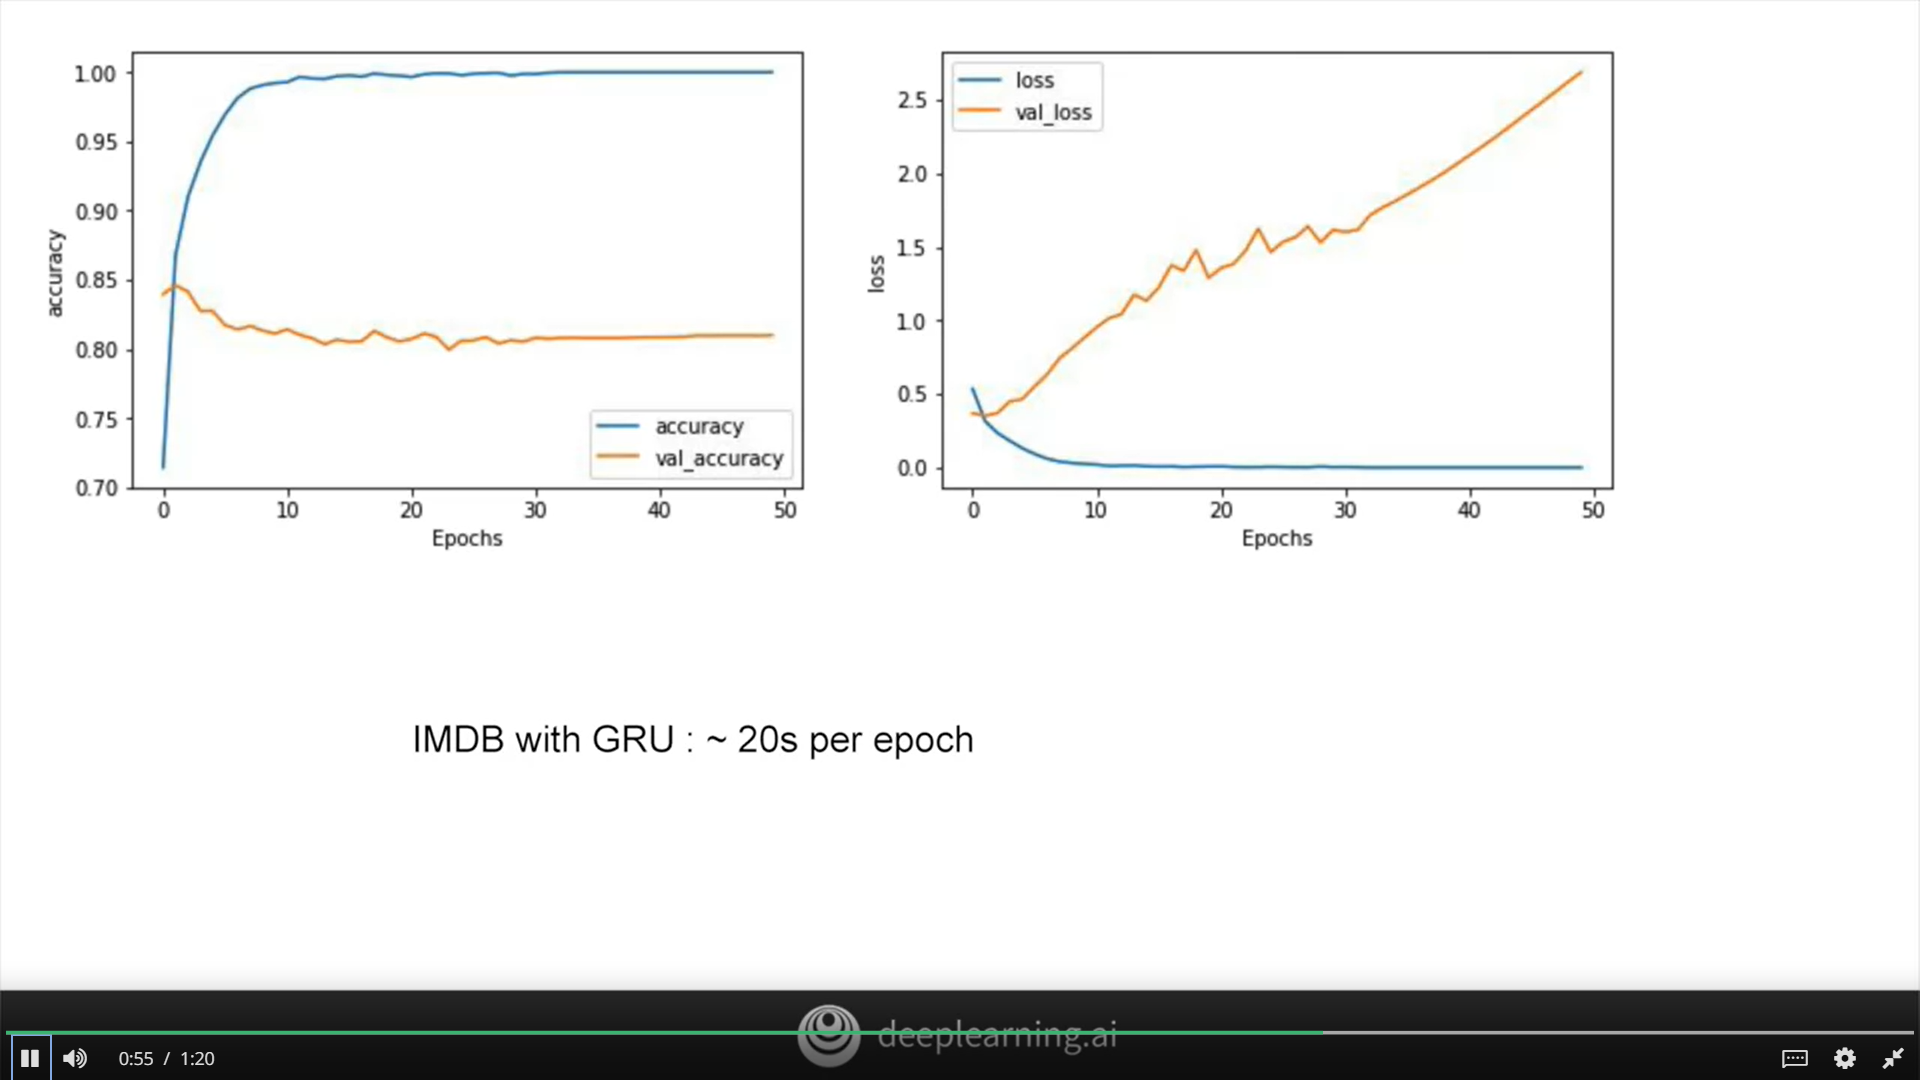 1.00
0.95
0.90
0.85
0.80
0.75
0.70
accuracy
accuracy
val_accuracy
0 10 20 30 40 50
Epochs
loss
val_loss
2.5
2.0
1.5
1.0
0.5
0.0
loss
0 10 20 30 40 50
Epochs
IMDB with GRU : ~ 20s per epoch
deeplearning.ai
0:55 / 1:20